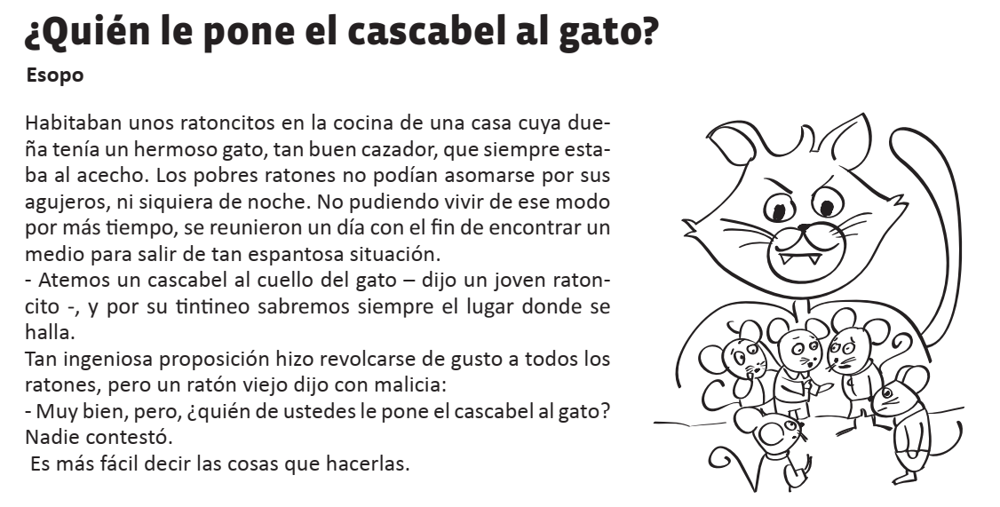 ¿Quién le pone el cascabel al gato?
Esopo
Habitaban unos ratoncitos en la cocina de una casa cuya due-
ña tenía un hermoso gato, tan buen cazador, que siempre esta-
ba al acecho. Los pobres ratones no podían asomarse por sus
agujeros, ni siquiera de noche. No pudiendo vivir de ese modo
por más tiempo, se reunieron un día con el fin de encontrar un
medio para salir de tan espantosa situación.
- Atemos un cascabel al cuello del gato – dijo un joven raton-
cito -, y por su tintineo sabremos siempre el lugar donde se
halla.
Tan ingeniosa proposición hizo revolcarse de gusto a todos los
ratones, pero un ratón viejo dijo con malicia:
- Muy bien, pero, ¿quién de ustedes le pone el cascabel al gato?
Nadie contestó.
Es más fácil decir las cosas que hacerlas.